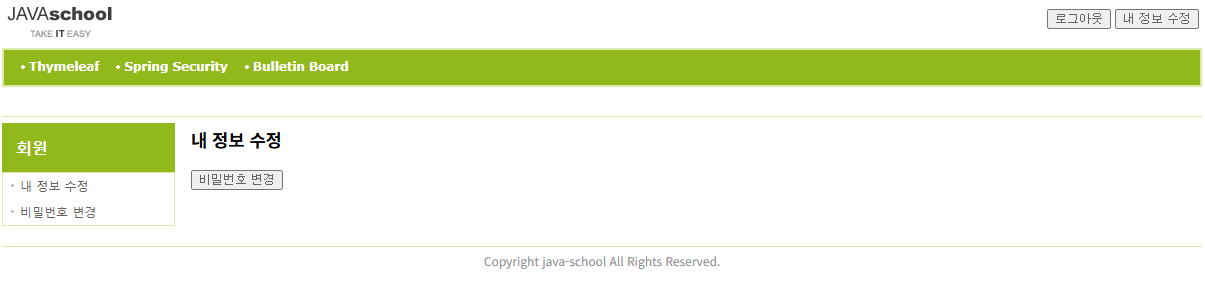 JAVAschool
TAKE IT EASY
로그아웃 내 정보 수정
Thymeleaf Spring Security Bulletin Board
회원
내 정보 수정
비밀번호 변경
내 정보 수정
비밀번호 변경
Copyright java-school All Rights Reserved.